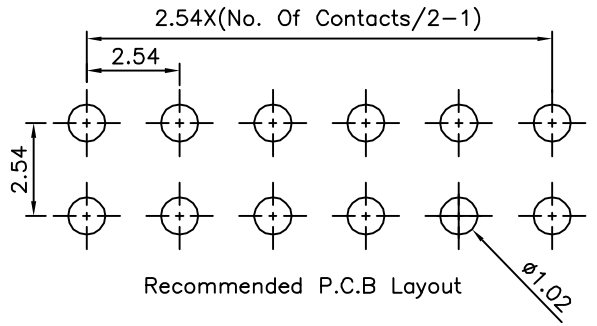 2.54X(No. Of Contacts/2-1)
2.54
2.54
ø1.02
Recommended P.C.B Layout